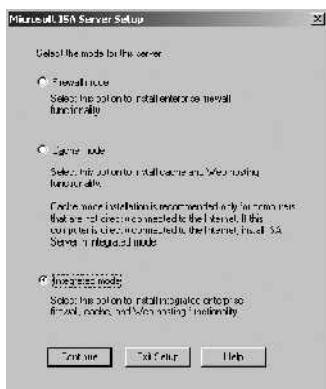 Microsoft ISA Server Setup
Select the mode for this server:
Firewall mode
Select this option to install enterprise firewall
functionality.
Cache mode
Select this option to install cache and Web hosting
functionality.
Cache mode installation is recommended only for computers
that are not directly connected to the Internet. If this
computer is directly connected to the Internet, install ISA
Server in integrated mode.
Integrated mode
Select this option to install integrated enterprise
firewall, cache, and Web hosting functionality.
Continue
Exit Setup
Help